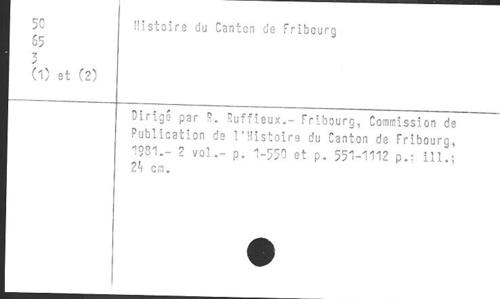 50
65
3
(1) et (2)
Histoire du Canton de Fribourg
Dirigé par R. Ruffieux.- Fribourg, Commission de
Publication de l'Histoire du Canton de Fribourg,
1981.- 2 vol.- p. 1-550 et p. 551-1112 p.: ill.;
24 cm.